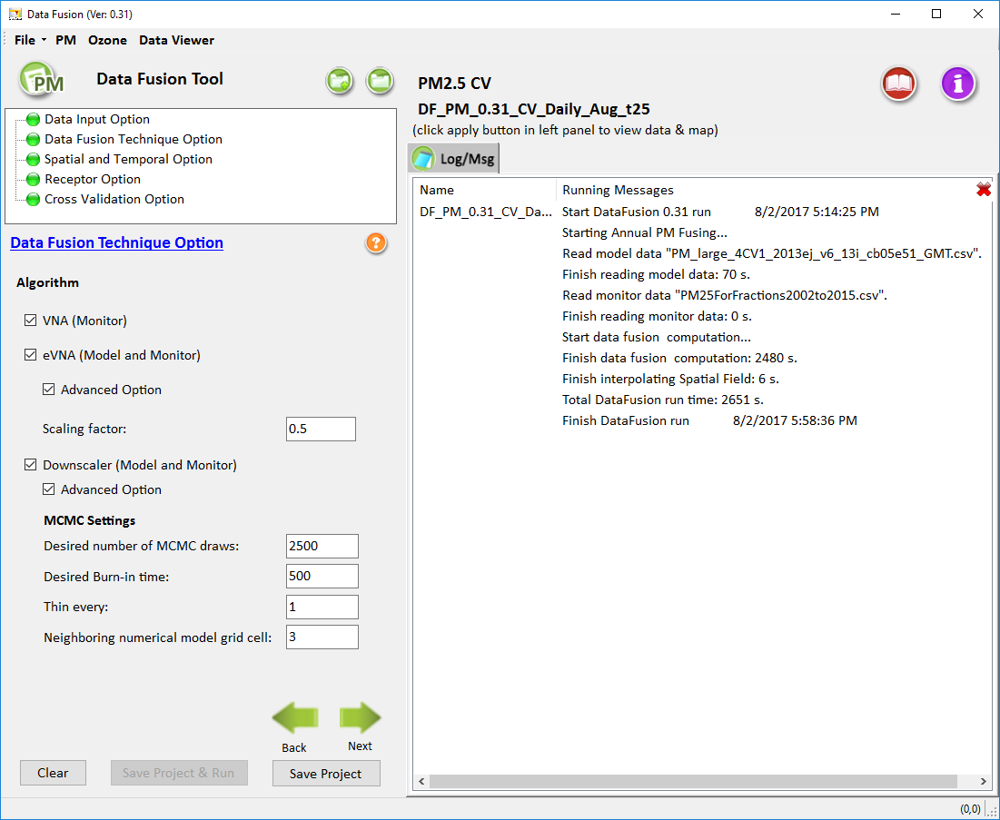 Data Fusion (Ver: 0.31)
File PM Ozone Data Viewer
PM Data Fusion Tool
Data Input Option
Data Fusion Technique Option
Spatial and Temporal Option
Receptor Option
Cross Validation Option
Data Fusion Technique Option ?
Algorithm
VNA (Monitor)
eVNA (Model and Monitor)
Advanced Option
Scaling factor: 0.5
Downscaler (Model and Monitor)
Advanced Option
MCMC Settings
Desired number of MCMC draws: 2500
Desired Burn-in time: 500
Thin every: 1
Neighboring numerical model grid cell: 3
Back Next
Clear Save Project & Run Save Project
PM2.5 CV
DF_PM_0.31_CV_Daily_Aug_t25
(click apply button in left panel to view data & map)
i
Log/Msg
Name Running Messages
DF_PM_0.31_CV_Da... Start DataFusion 0.31 run 8/2/2017 5:14:25 PM
Starting Annual PM Fusing...
Read model data "PM_large_4CV1_2013ej_v6_13i_cb05e51_GMT.csv".
Finish reading model data: 70 s.
Read monitor data "PM25ForFractions2002to2015.csv".
Finish reading monitor data: 0 s.
Start data fusion computation...
Finish data fusion computation: 2480 s.
Finish interpolating Spatial Field: 6 s.
Total DataFusion run time: 2651 s.
Finish DataFusion run 8/2/2017 5:58:36 PM
(0,0)